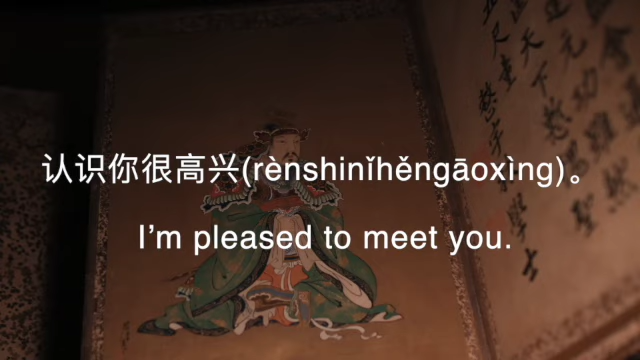 认识你很高兴(rènshinǐhěngāoxìng)。
I'm pleased to meet you.